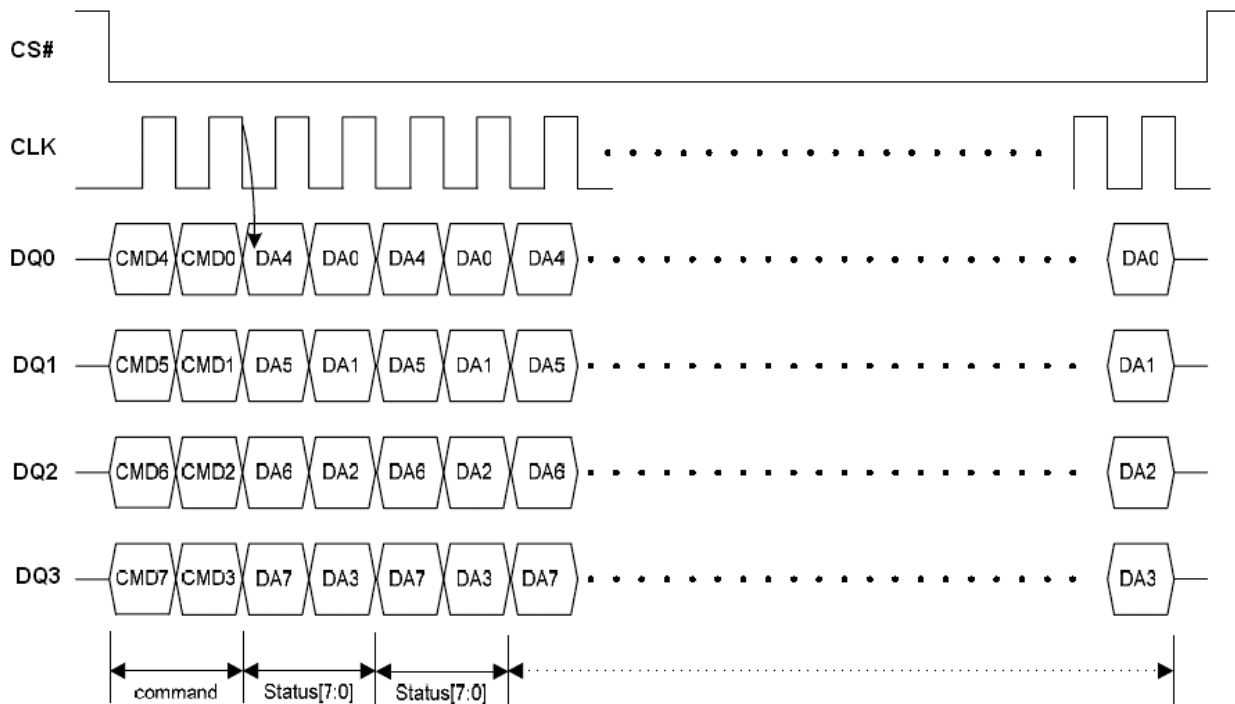 CS#
CLK
DQ0 CMD4 CMD0 DA4 DA0 DA4 DA0 DA4 DA0
DQ1 CMD5 CMD1 DA5 DA1 DA5 DA1 DA5 DA1
DQ2 CMD6 CMD2 DA6 DA2 DA6 DA2 DA6 DA2
DQ3 CMD7 CMD3 DA7 DA3 DA7 DA3 DA7 DA3
command Status[7:0] Status[7:0]